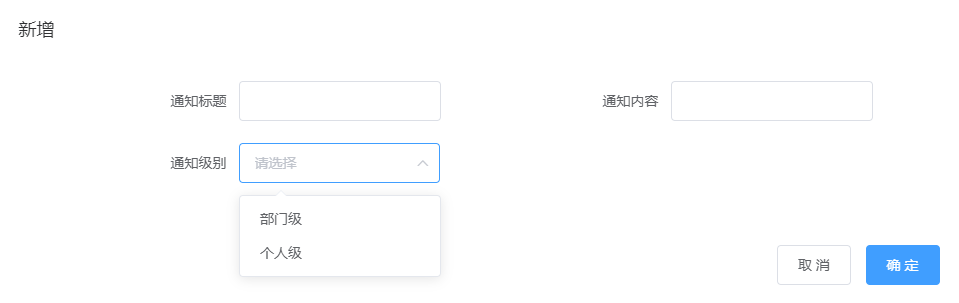 新增
通知标题
通知内容
通知级别 请选择
部门级
个人级
取 消
确 定